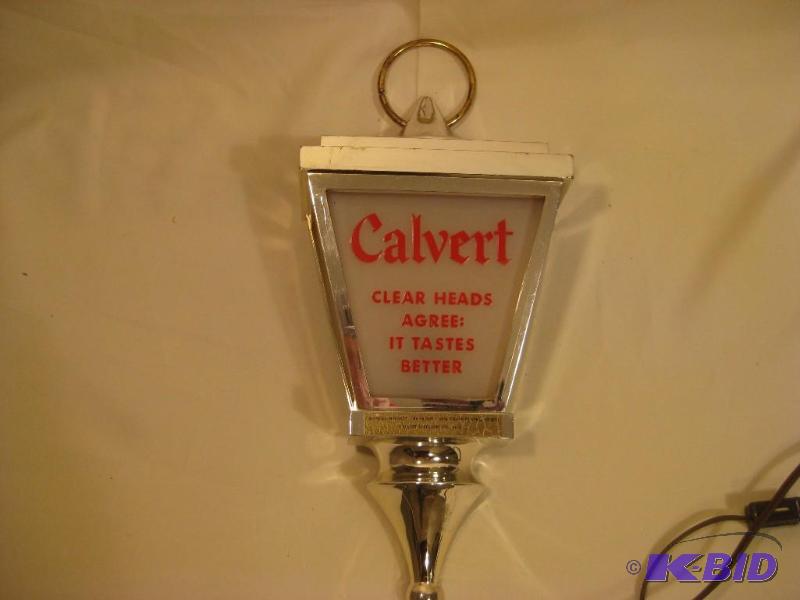 Calvert
CLEAR HEADS
AGREE:
IT TASTES
BETTER
© K-BID